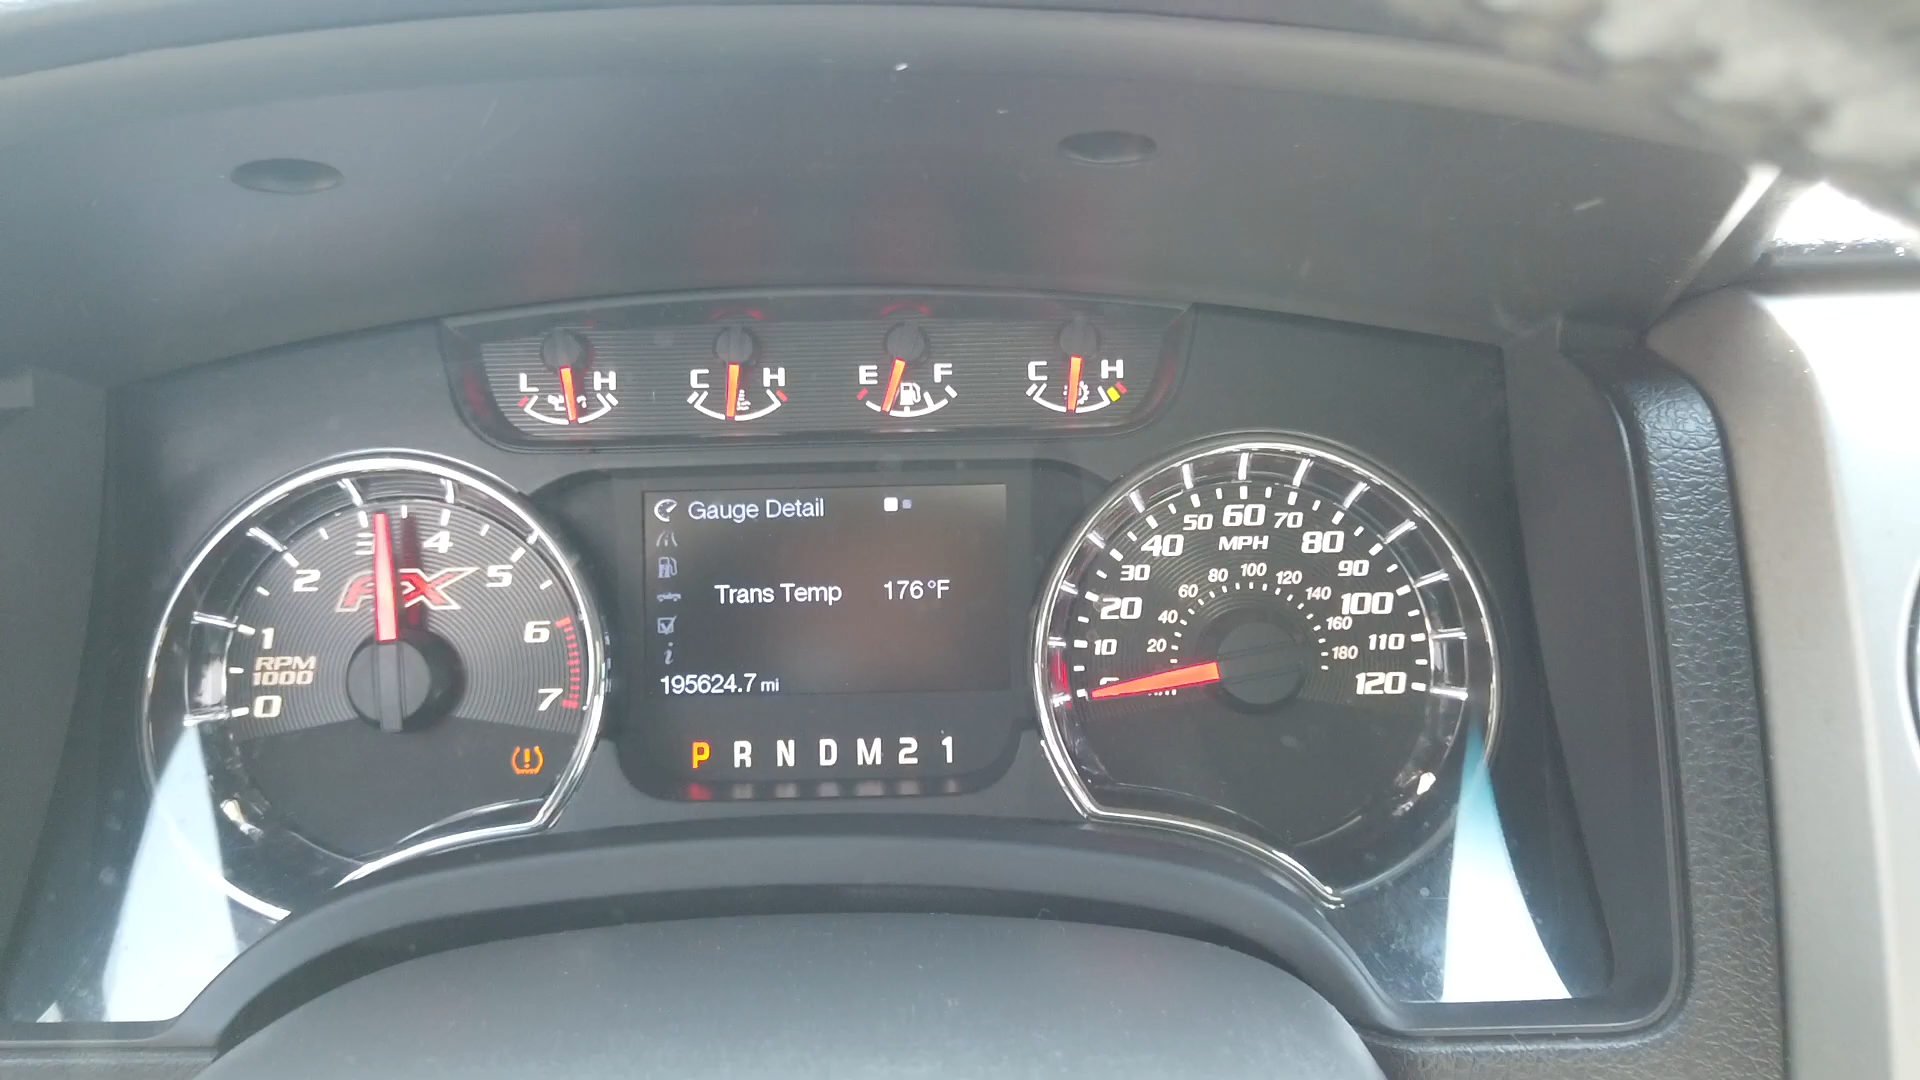 L H
C H
E F
C H
Gauge Detail
Trans Temp 176°F
195624.7 mi
P R N D M 2 1
0 1 2 3 4 5 6 7
RPM
1000
FX
10 20 30 40 50 60 70 80 90 100 110 120
MPH
20 40 60 80 100 120 140 160 180